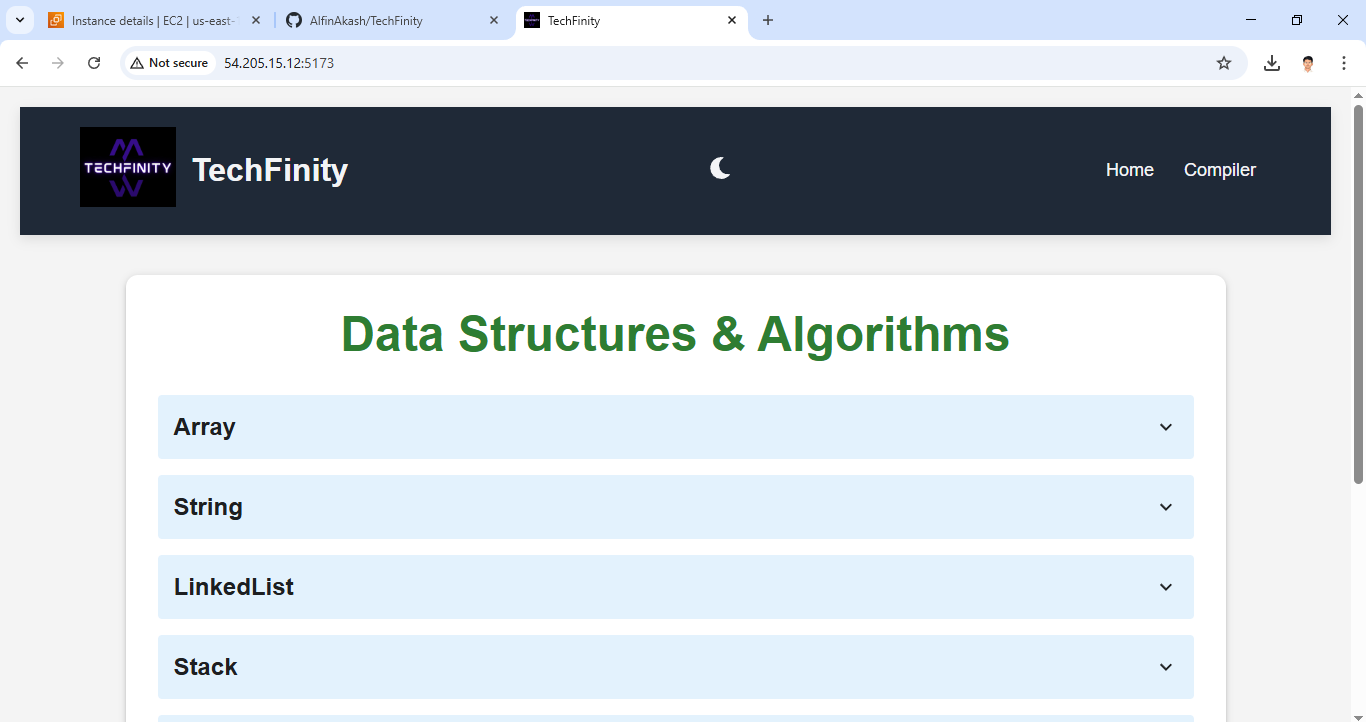 Instance details | EC2 | us-east-
AlfinAkash/TechFinity
TechFinity
Not secure
54.205.15.12:5173
TECHFINITY
TechFinity
Home
Compiler
Data Structures & Algorithms
Array
String
LinkedList
Stack